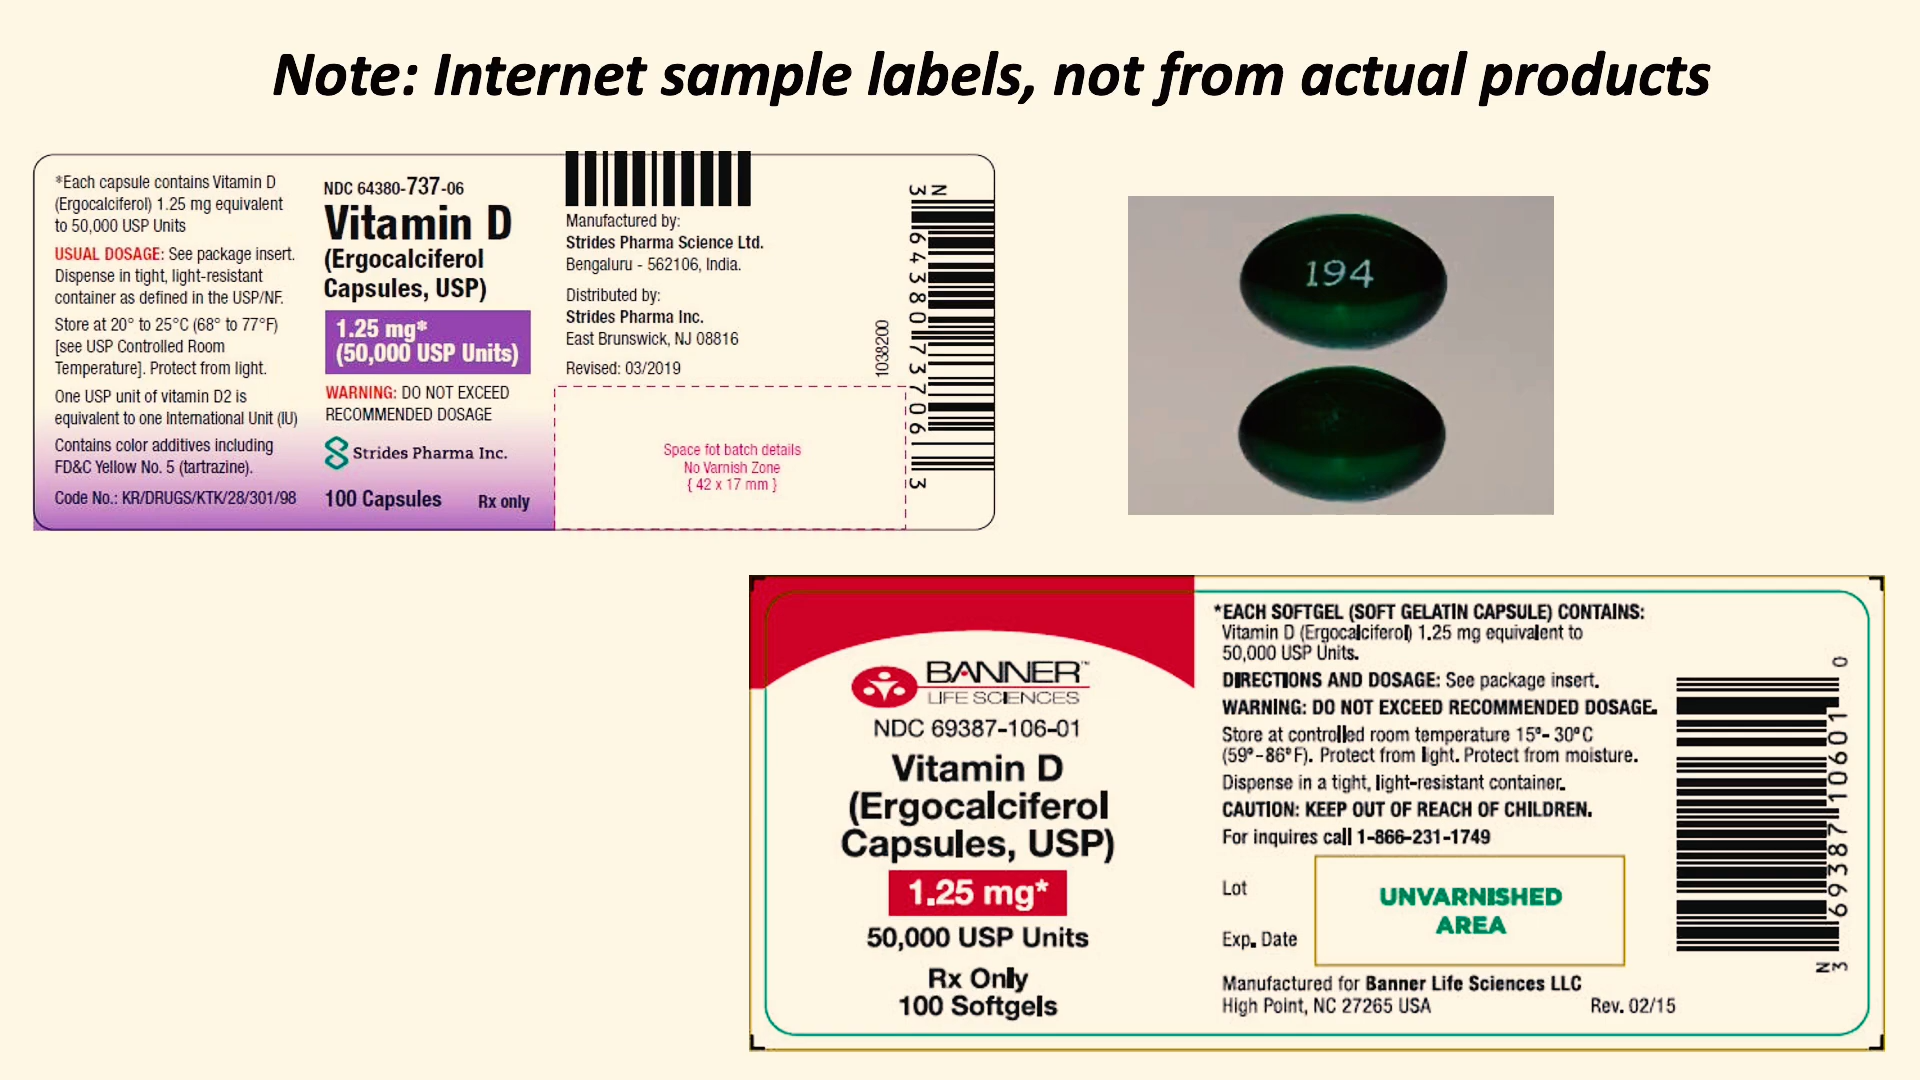 Note: Internet sample labels, not from actual products
*Each capsule contains Vitamin D
(Ergocalciferol) 1.25 mg equivalent
to 50,000 USP Units
USUAL DOSAGE: See package insert.
Dispense in tight, light-resistant
container as defined in the USP/NF.
Store at 20° to 25°C (68° to 77°F)
[see USP Controlled Room
Temperature]. Protect from light.
One USP unit of vitamin D2 is
equivalent to one International Unit (IU)
Contains color additives including
FD&C Yellow No. 5 (tartrazine).
Code No.: KR/DRUGS/KTK/28/301/98
NDC 64380-737-06
Vitamin D
(Ergocalciferol
Capsules, USP)
1.25 mg*
(50,000 USP Units)
WARNING: DO NOT EXCEED
RECOMMENDED DOSAGE
Strides Pharma Inc.
100 Capsules Rx only
Manufactured by:
Strides Pharma Science Ltd.
Bengaluru - 562106, India.
Distributed by:
Strides Pharma Inc.
East Brunswick, NJ 08816
Revised: 03/2019
Space fot batch details
No Varnish Zone
{ 42 x 17 mm }
1038200
N
3 64380 73706 3
194
BANNER™
LIFE SCIENCES
NDC 69387-106-01
Vitamin D
(Ergocalciferol
Capsules, USP)
1.25 mg*
50,000 USP Units
Rx Only
100 Softgels
*EACH SOFTGEL (SOFT GELATIN CAPSULE) CONTAINS:
Vitamin D (Ergocalciferol) 1.25 mg equivalent to
50,000 USP Units.
DIRECTIONS AND DOSAGE: See package insert.
WARNING: DO NOT EXCEED RECOMMENDED DOSAGE.
Store at controlled room temperature 15°- 30°C
(59°-86°F). Protect from light. Protect from moisture.
Dispense in a tight, light-resistant container.
CAUTION: KEEP OUT OF REACH OF CHILDREN.
For inquires call 1-866-231-1749
Lot
Exp. Date
UNVARNISHED
AREA
Manufactured for Banner Life Sciences LLC
High Point, NC 27265 USA Rev. 02/15
N
3 69387 10601 0